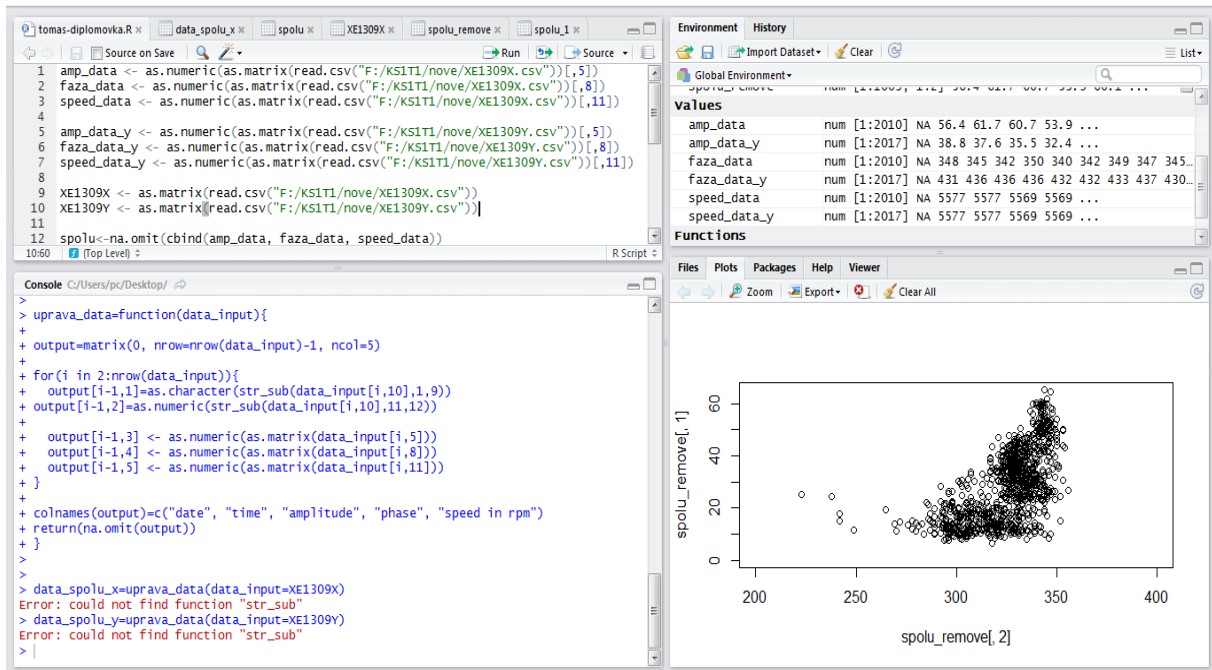 tomas-diplomovka.R × data_spolu_x × spolu × XE1309X × spolu_remove × spolu_1 ×
Source on Save Run Source
1 amp_data <- as.numeric(as.matrix(read.csv("F:/KS1T1/nove/XE1309X.csv"))[,5])
2 faza_data <- as.numeric(as.matrix(read.csv("F:/KS1T1/nove/XE1309X.csv"))[,8])
3 speed_data <- as.numeric(as.matrix(read.csv("F:/KS1T1/nove/XE1309X.csv"))[,11])
4
5 amp_data_y <- as.numeric(as.matrix(read.csv("F:/KS1T1/nove/XE1309Y.csv"))[,5])
6 faza_data_y <- as.numeric(as.matrix(read.csv("F:/KS1T1/nove/XE1309Y.csv"))[,8])
7 speed_data_y <- as.numeric(as.matrix(read.csv("F:/KS1T1/nove/XE1309Y.csv"))[,11])
8
9 XE1309X <- as.matrix(read.csv("F:/KS1T1/nove/XE1309X.csv"))
10 XE1309Y <- as.matrix(read.csv("F:/KS1T1/nove/XE1309Y.csv"))
11
12 spolu<-na.omit(cbind(amp_data, faza_data, speed_data))
10:60 (Top Level) R Script
Console C:/Users/pc/Desktop/
>
> uprava_data=function(data_input){
+
+ output=matrix(0, nrow=nrow(data_input)-1, ncol=5)
+
+ for(i in 2:nrow(data_input)){
+ output[i-1,1]=as.character(str_sub(data_input[i,10],1,9))
+ output[i-1,2]=as.numeric(str_sub(data_input[i,10],11,12))
+
+ output[i-1,3] <- as.numeric(as.matrix(data_input[i,5]))
+ output[i-1,4] <- as.numeric(as.matrix(data_input[i,8]))
+ output[i-1,5] <- as.numeric(as.matrix(data_input[i,11]))
+ }
+
+ colnames(output)=c("date", "time", "amplitude", "phase", "speed in rpm")
+ return(na.omit(output))
+ }
>
>
> data_spolu_x=uprava_data(data_input=XE1309X)
Error: could not find function "str_sub"
> data_spolu_y=uprava_data(data_input=XE1309Y)
Error: could not find function "str_sub"
>
Environment History
Import Dataset Clear List
Global Environment
Values
amp_data num [1:2010] NA 56.4 61.7 60.7 53.9 ...
amp_data_y num [1:2017] NA 38.8 37.6 35.5 32.4 ...
faza_data num [1:2010] NA 348 345 342 350 340 342 349 347 345…
faza_data_y num [1:2017] NA 431 436 436 436 432 432 433 437 430…
speed_data num [1:2010] NA 5577 5577 5569 5569 ...
speed_data_y num [1:2017] NA 5577 5577 5569 5569 ...
Functions
Files Plots Packages Help Viewer
Zoom Export Clear All
spolu_remove[, 1]
60
40
20
0
200 250 300 350 400
spolu_remove[, 2]